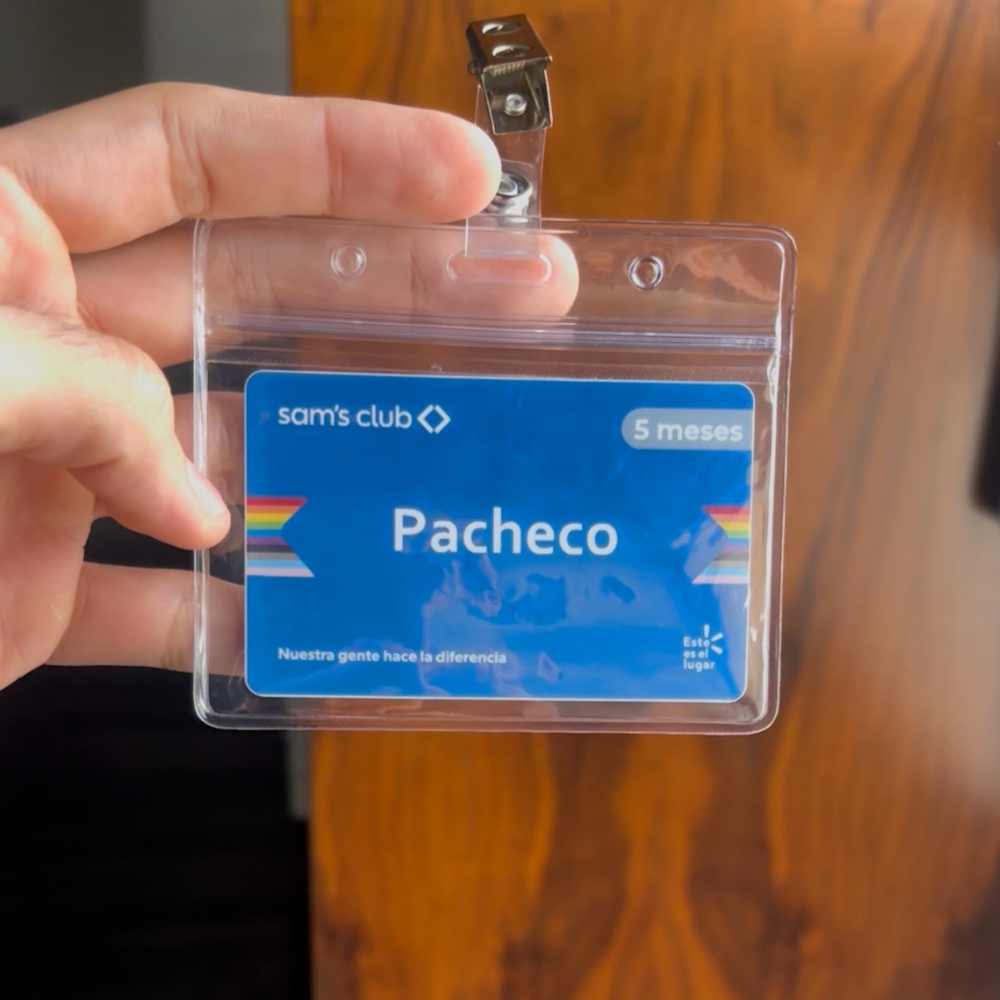 sam's club
5 meses
Pacheco
Nuestra gente hace la diferencia
Este
es el
lugar